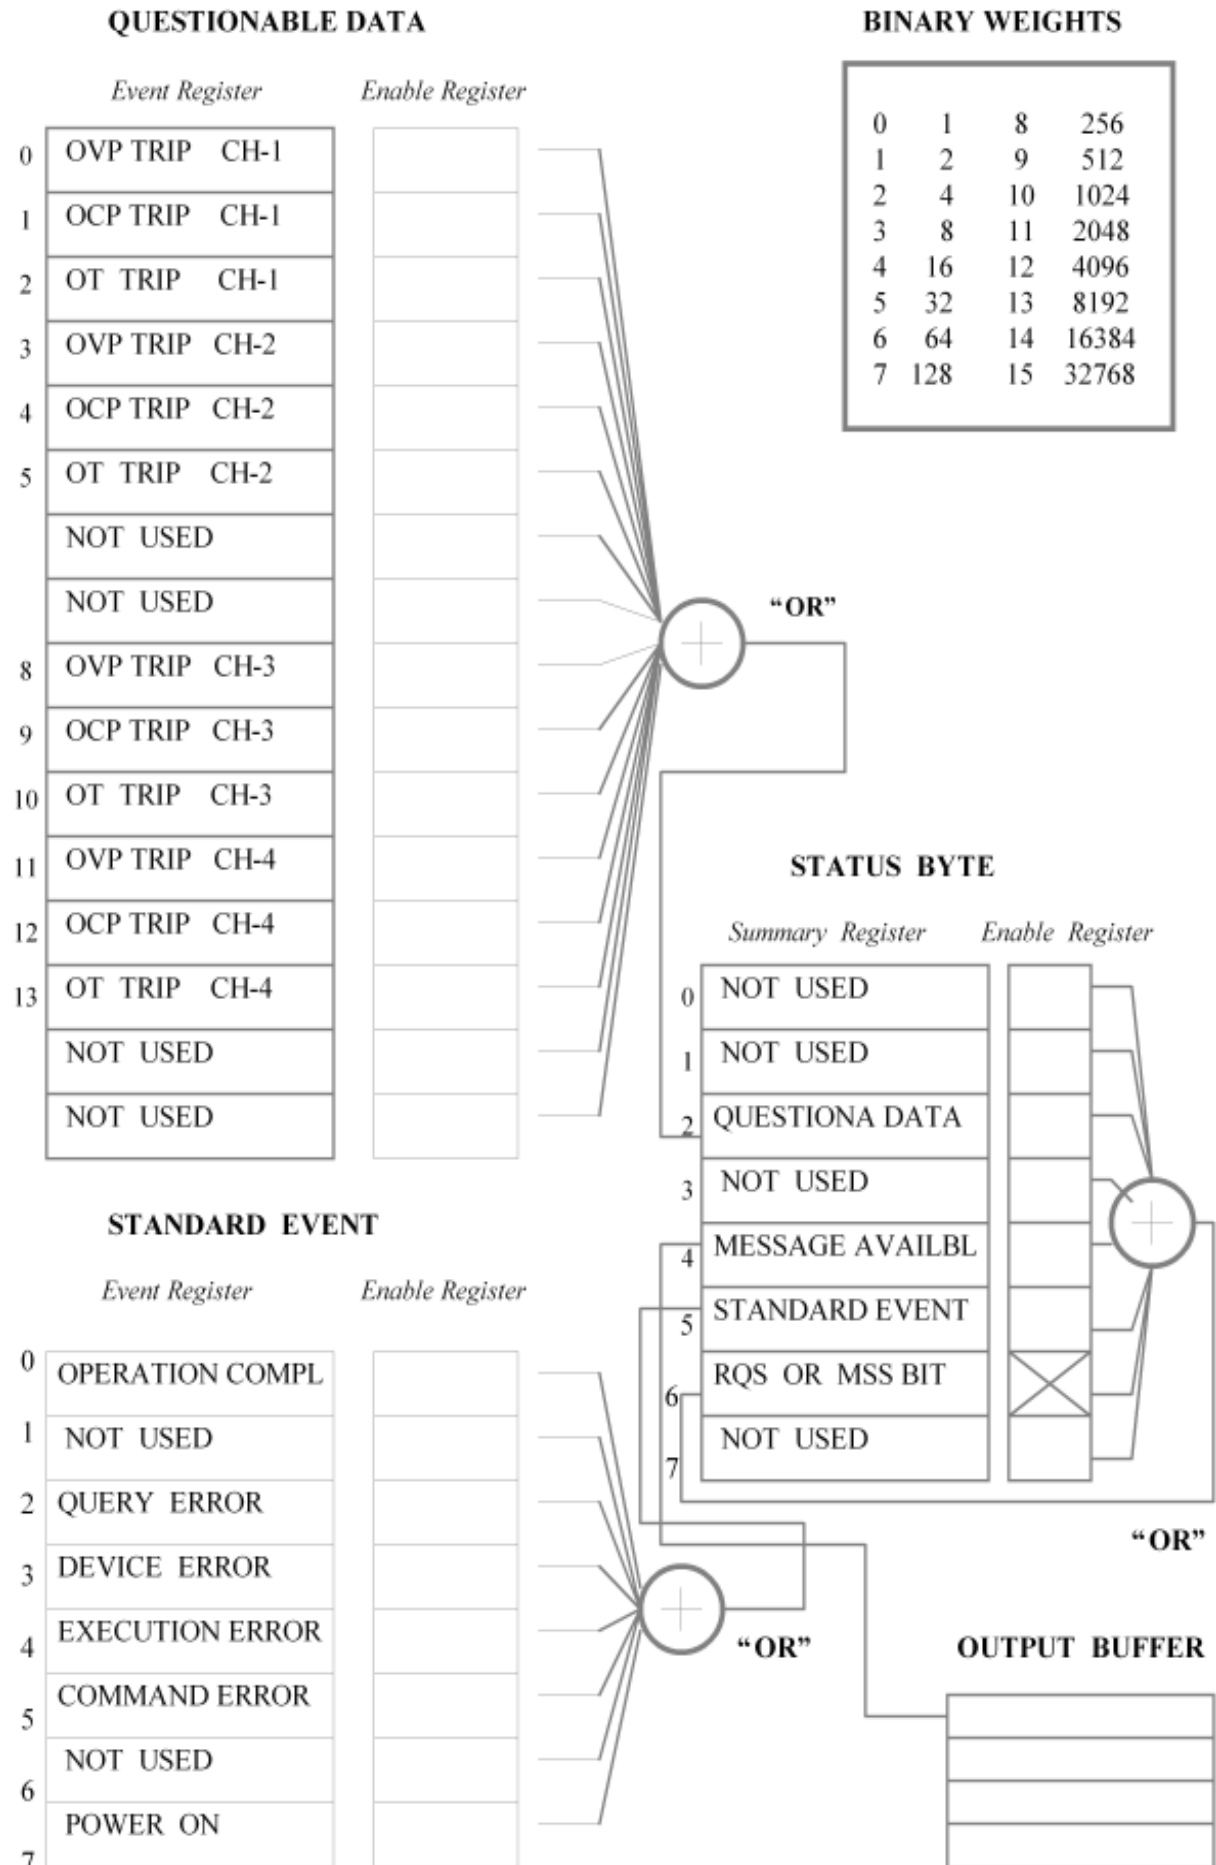 QUESTIONABLE DATA
Event Register Enable Register
0 OVP TRIP CH-1
1 OCP TRIP CH-1
2 OT TRIP CH-1
3 OVP TRIP CH-2
4 OCP TRIP CH-2
5 OT TRIP CH-2
NOT USED
NOT USED
8 OVP TRIP CH-3
9 OCP TRIP CH-3
10 OT TRIP CH-3
11 OVP TRIP CH-4
12 OCP TRIP CH-4
13 OT TRIP CH-4
NOT USED
NOT USED
"OR"
BINARY WEIGHTS
0 1 8 256
1 2 9 512
2 4 10 1024
3 8 11 2048
4 16 12 4096
5 32 13 8192
6 64 14 16384
7 128 15 32768
STATUS BYTE
Summary Register Enable Register
0 NOT USED
1 NOT USED
2 QUESTIONA DATA
3 NOT USED
4 MESSAGE AVAILBL
5 STANDARD EVENT
6 RQS OR MSS BIT
7 NOT USED
"OR"
STANDARD EVENT
Event Register Enable Register
0 OPERATION COMPL
1 NOT USED
2 QUERY ERROR
3 DEVICE ERROR
4 EXECUTION ERROR
5 COMMAND ERROR
6 NOT USED
7 POWER ON
"OR"
OUTPUT BUFFER